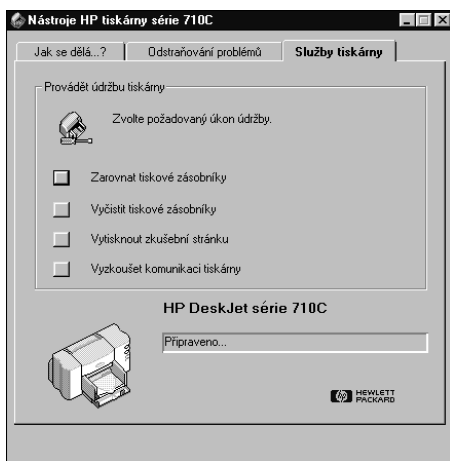 Nástroje HP tiskárny série 710C
Jak se dělá...? Odstraňování problémů Služby tiskárny
Provádět údržbu tiskárny
Zvolte požadovaný úkon údržby.
Zarovnat tiskové zásobníky
Vyčistit tiskové zásobníky
Vytisknout zkušební stránku
Vyzkoušet komunikaci tiskárny
HP DeskJet série 710C
Připraveno...
hp HEWLETT
PACKARD